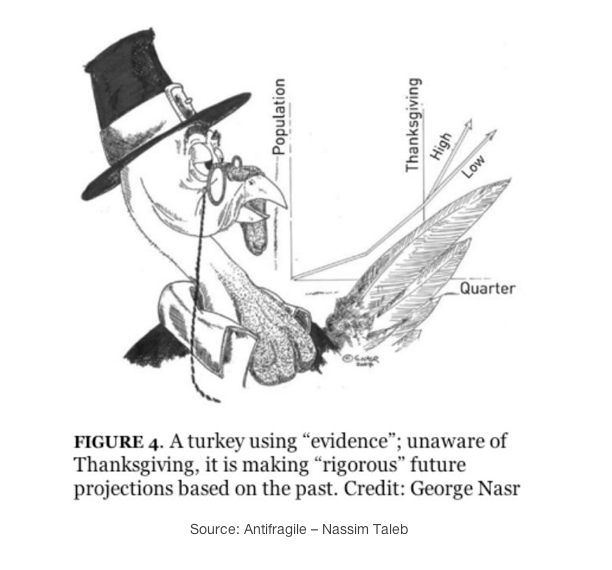 Population
Thanksgiving
High
Low
Quarter
© G.NASR
FIGURE 4. A turkey using “evidence”; unaware of
Thanksgiving, it is making “rigorous” future
projections based on the past. Credit: George Nasr
Source: Antifragile – Nassim Taleb